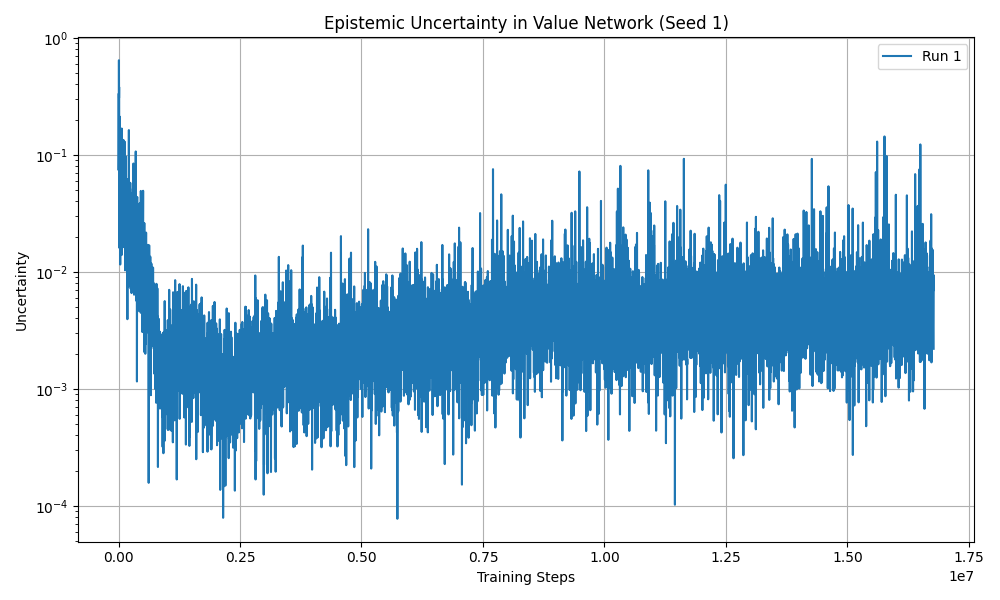 Epistemic Uncertainty in Value Network (Seed 1)
Run 1
Uncertainty
10⁰
10⁻¹
10⁻²
10⁻³
10⁻⁴
0.00 0.25 0.50 0.75 1.00 1.25 1.50 1.75
1e7
Training Steps